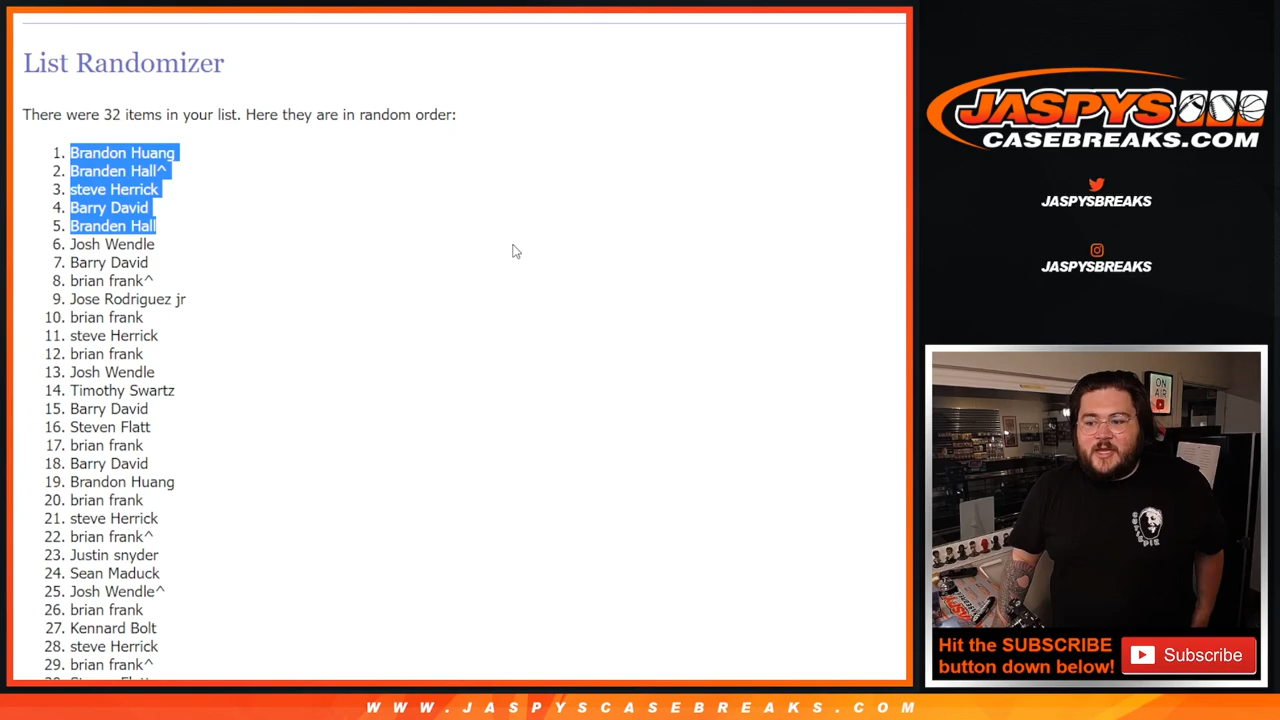 List Randomizer
There were 32 items in your list. Here they are in random order:
1. Brandon Huang
2. Branden Hall^
3. steve Herrick
4. Barry David
5. Branden Hall
6. Josh Wendle
7. Barry David
8. brian frank^
9. Jose Rodriguez jr
10. brian frank
11. steve Herrick
12. brian frank
13. Josh Wendle
14. Timothy Swartz
15. Barry David
16. Steven Flatt
17. brian frank
18. Barry David
19. Brandon Huang
20. brian frank
21. steve Herrick
22. brian frank^
23. Justin snyder
24. Sean Maduck
25. Josh Wendle^
26. brian frank
27. Kennard Bolt
28. steve Herrick
29. brian frank^
JASPYS
CASEBREAKS.COM
JASPYSBREAKS
JASPYSBREAKS
ON
AIR
CUTIEPIE
JASPYS
Hit the SUBSCRIBE
button down below!
Subscribe
WWW.JASPYSCASEBREAKS.COM